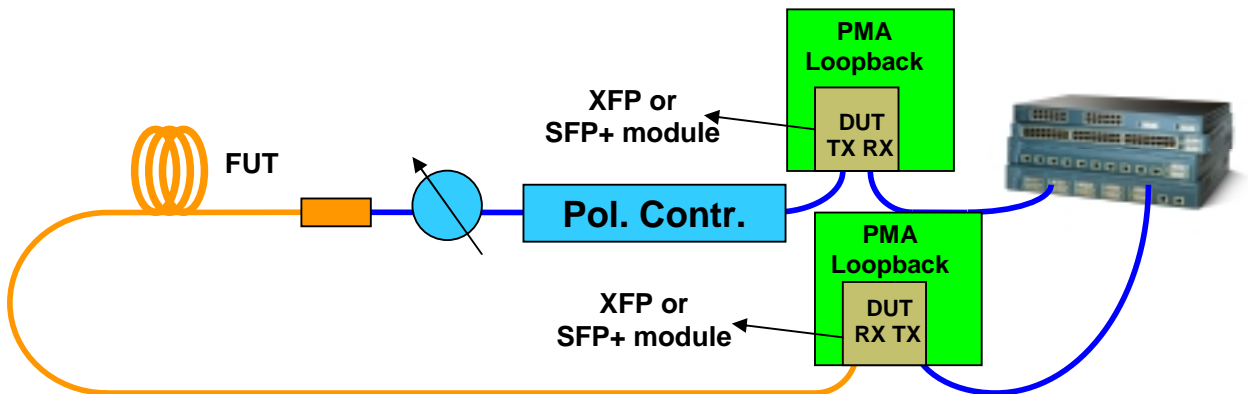 PMA
Loopback
XFP or
SFP+ module
DUT
TX RX
FUT
Pol. Contr.
PMA
Loopback
XFP or
SFP+ module
DUT
RX TX